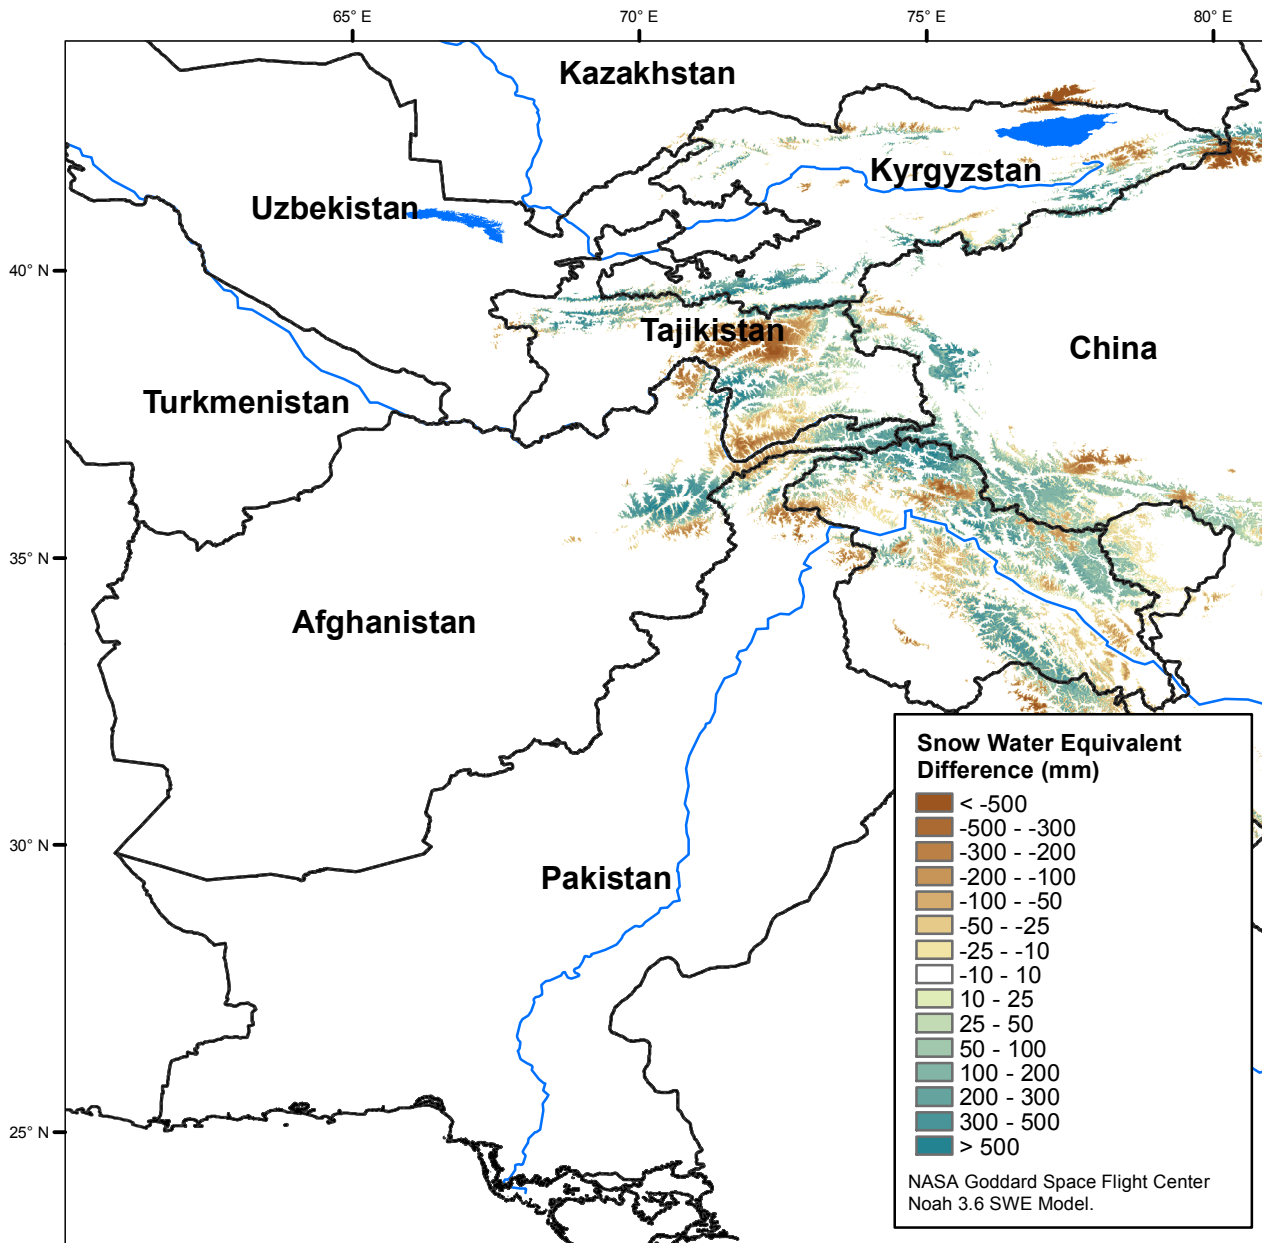 65° E
70° E
75° E
80° E
Kazakhstan
Kyrgyzstan
Uzbekistan
40° N
Tajikistan
China
Turkmenistan
35° N
Afghanistan
Snow Water Equivalent
Difference (mm)
< -500
-500 - -300
-300 - -200
-200 - -100
-100 - -50
-50 - -25
-25 - -10
-10 - 10
10 - 25
25 - 50
50 - 100
100 - 200
200 - 300
300 - 500
> 500
NASA Goddard Space Flight Center
Noah 3.6 SWE Model.
30° N
Pakistan
25° N